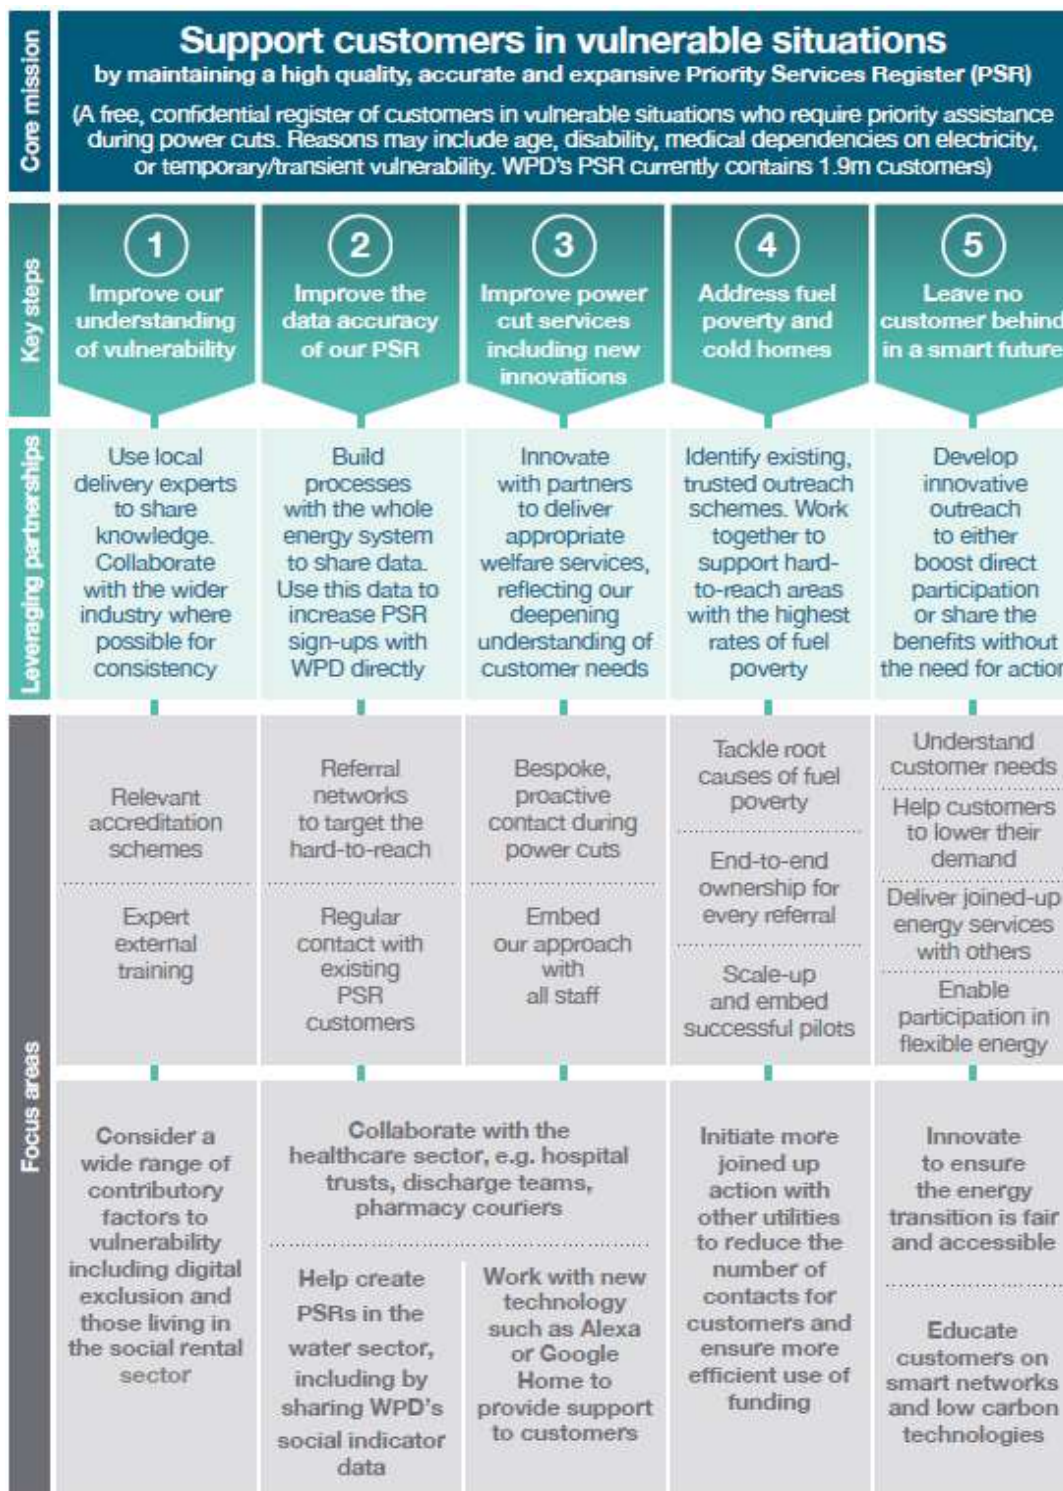 Core mission
Support customers in vulnerable situations
by maintaining a high quality, accurate and expansive Priority Services Register (PSR)
(A free, confidential register of customers in vulnerable situations who require priority assistance
during power cuts. Reasons may include age, disability, medical dependencies on electricity,
or temporary/transient vulnerability. WPD's PSR currently contains 1.9m customers)
Key steps
1
Improve our
understanding
of vulnerability
2
Improve the
data accuracy
of our PSR
3
Improve power
cut services
including new
innovations
4
Address fuel
poverty and
cold homes
5
Leave no
customer behind
in a smart future
Leveraging partnerships
Use local
delivery experts
to share
knowledge.
Collaborate
with the wider
industry where
possible for
consistency
Build
processes
with the whole
energy system
to share data.
Use this data to
increase PSR
sign-ups with
WPD directly
Innovate
with partners
to deliver
appropriate
welfare services,
reflecting our
deepening
understanding of
customer needs
Identify existing,
trusted outreach
schemes. Work
together to
support hard-
to-reach areas
with the highest
rates of fuel
poverty
Develop
innovative
outreach
to either
boost direct
participation
or share the
benefits without
the need for action
Focus areas
Relevant
accreditation
schemes
Expert
external
training
Referral
networks
to target the
hard-to-reach
Regular
contact with
existing
PSR
customers
Bespoke,
proactive
contact during
power cuts
Embed
our approach
with
all staff
Tackle root
causes of fuel
poverty
End-to-end
ownership for
every referral
Scale-up
and embed
successful pilots
Understand
customer needs
Help customers
to lower their
demand
Deliver joined-up
energy services
with others
Enable
participation in
flexible energy
Consider a
wide range of
contributory
factors to
vulnerability
including digital
exclusion and
those living in
the social rental
sector
Collaborate with the
healthcare sector, e.g. hospital
trusts, discharge teams,
pharmacy couriers
Help create
PSRs in the
water sector,
including by
sharing WPD's
social indicator
data
Work with new
technology
such as Alexa
or Google
Home to
provide support
to customers
Initiate more
joined up
action with
other utilities
to reduce the
number of
contacts for
customers and
ensure more
efficient use of
funding
Innovate
to ensure
the energy
transition is fair
and accessible
Educate
customers on
smart networks
and low carbon
technologies